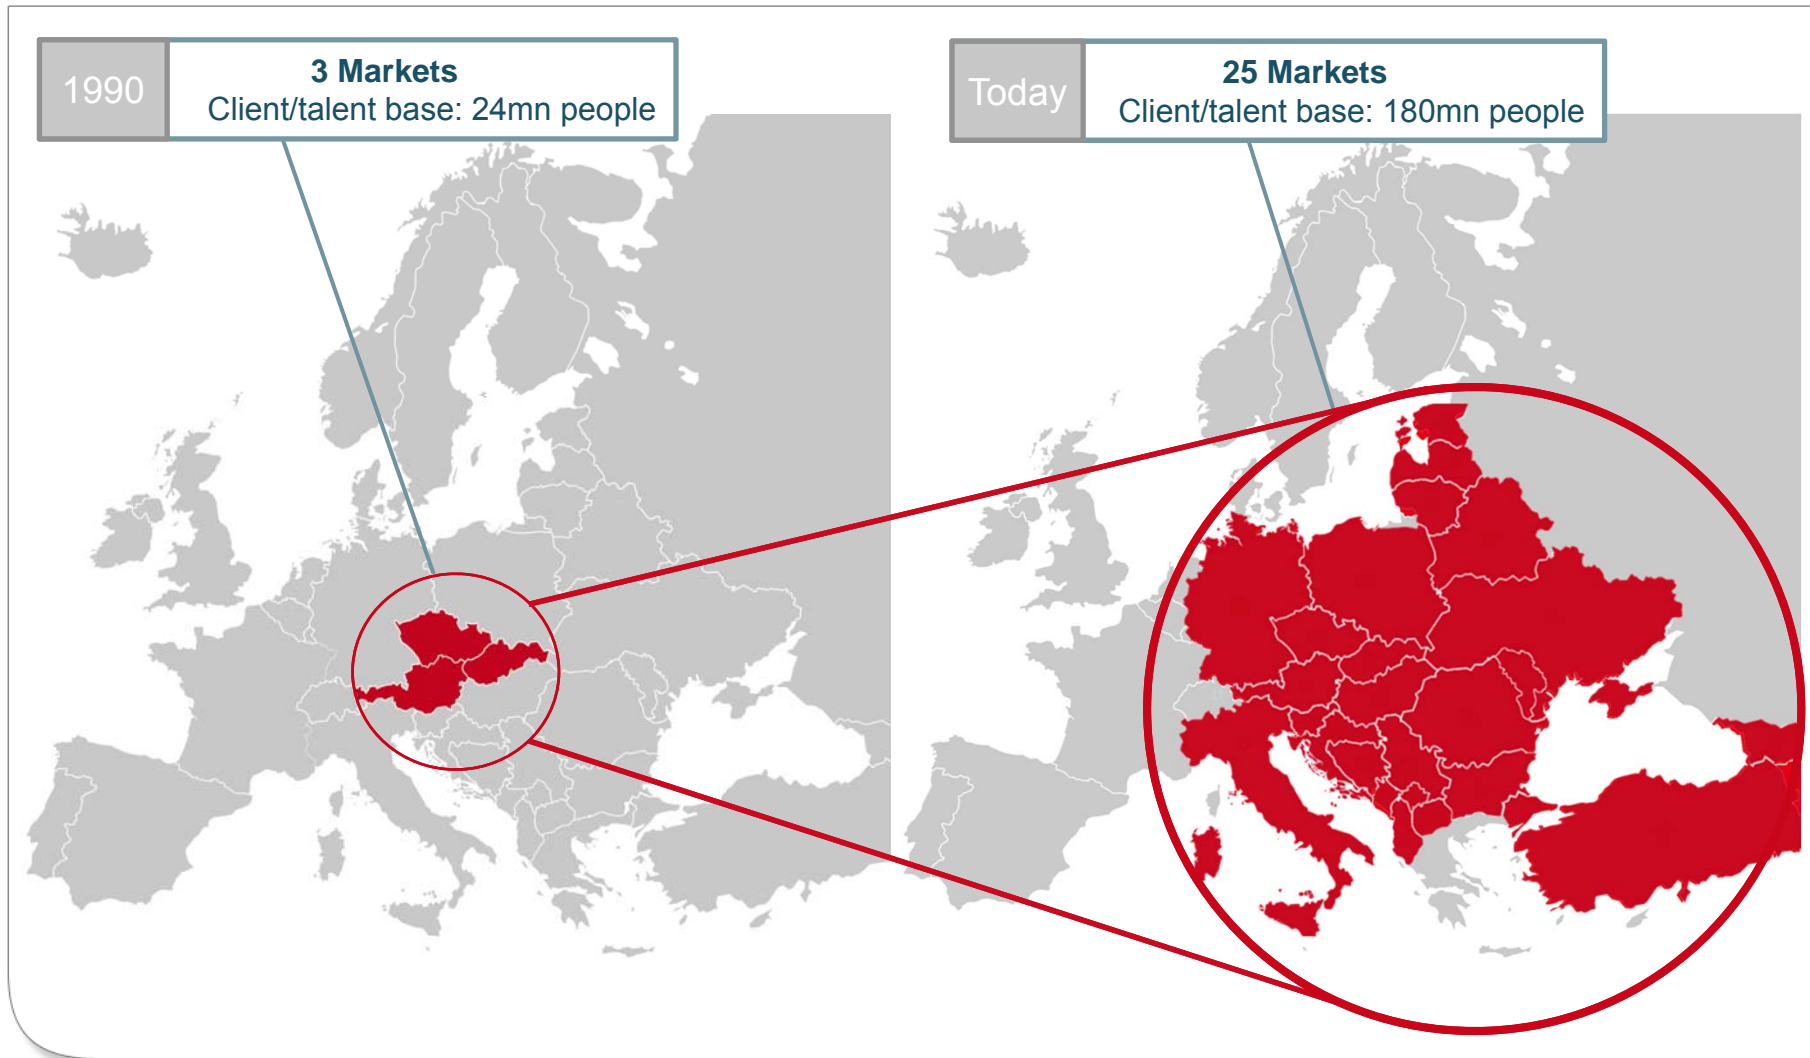 1990
3 Markets
Client/talent base: 24mn people
Today
25 Markets
Client/talent base: 180mn people